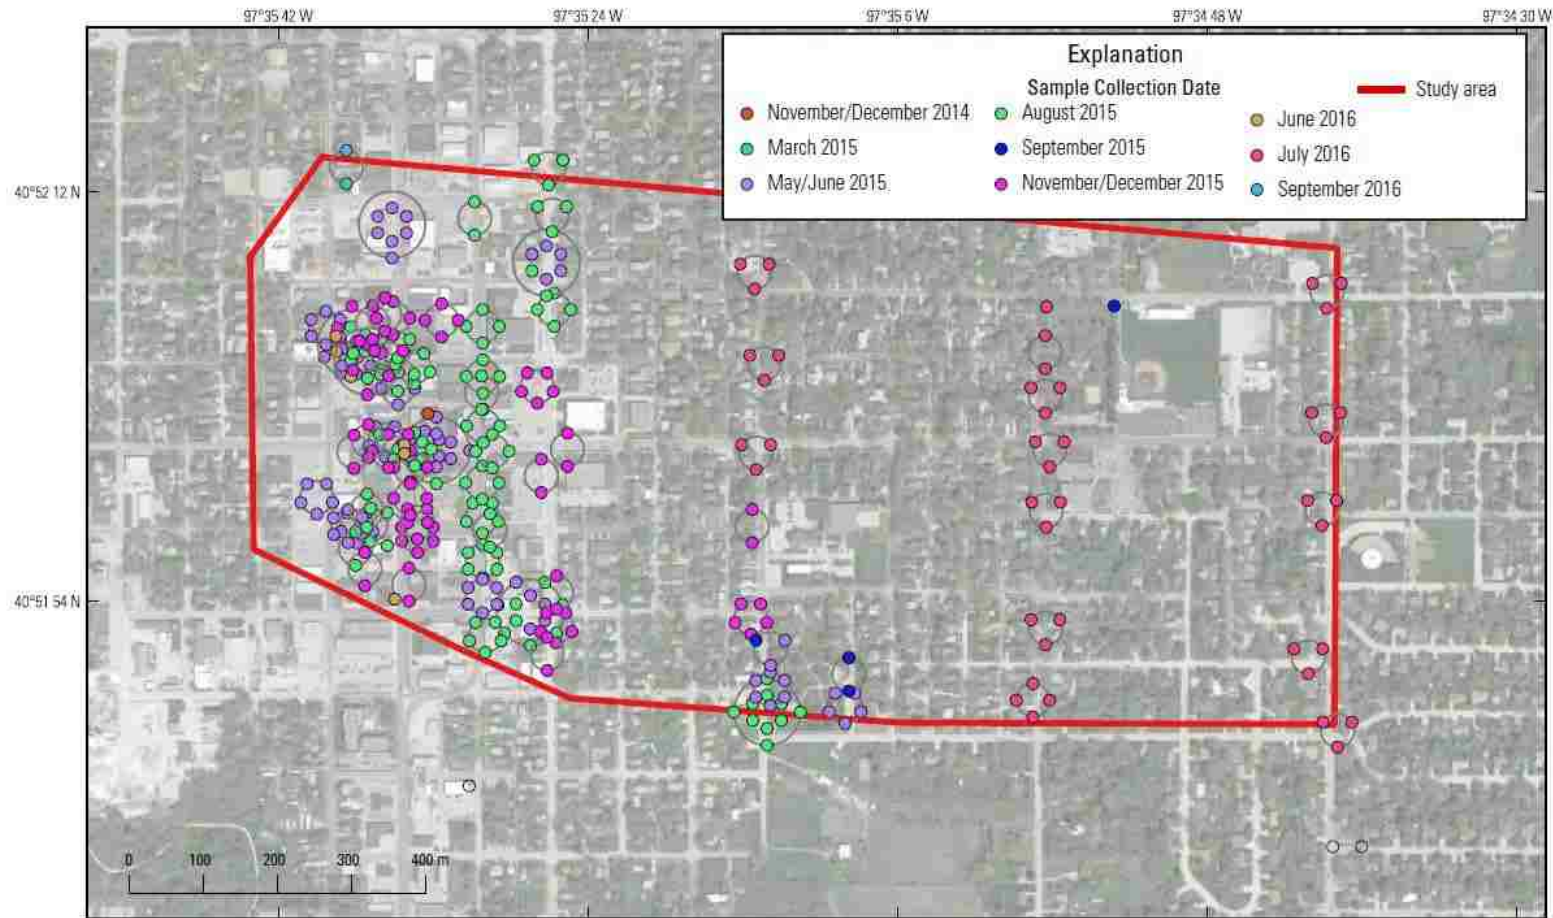 97°35 42 W 97°35 24 W 97°35 6 W 97°34 48 W 97°34 30 W
Explanation
Sample Collection Date
Study area
November/December 2014
August 2015
June 2016
March 2015
September 2015
July 2016
May/June 2015
November/December 2015
September 2016
40°52 12 N
40°51 54 N
0 100 200 300 400 m